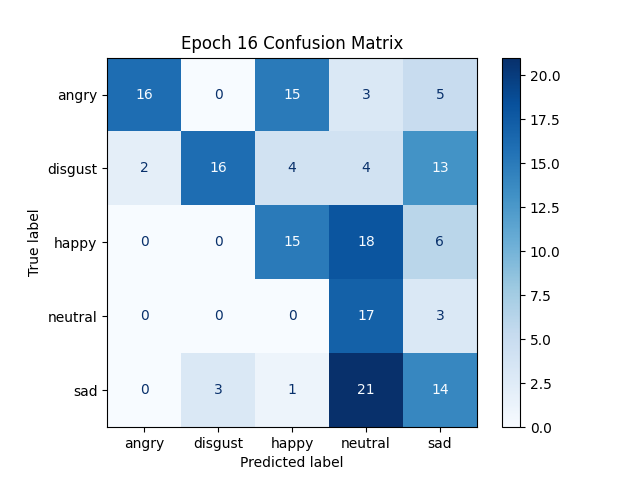 Epoch 16 Confusion Matrix
angry 16 0 15 3 5
disgust 2 16 4 4 13
happy 0 0 15 18 6
neutral 0 0 0 17 3
sad 0 3 1 21 14
angry disgust happy neutral sad
Predicted label
True label
20.0
17.5
15.0
12.5
10.0
7.5
5.0
2.5
0.0